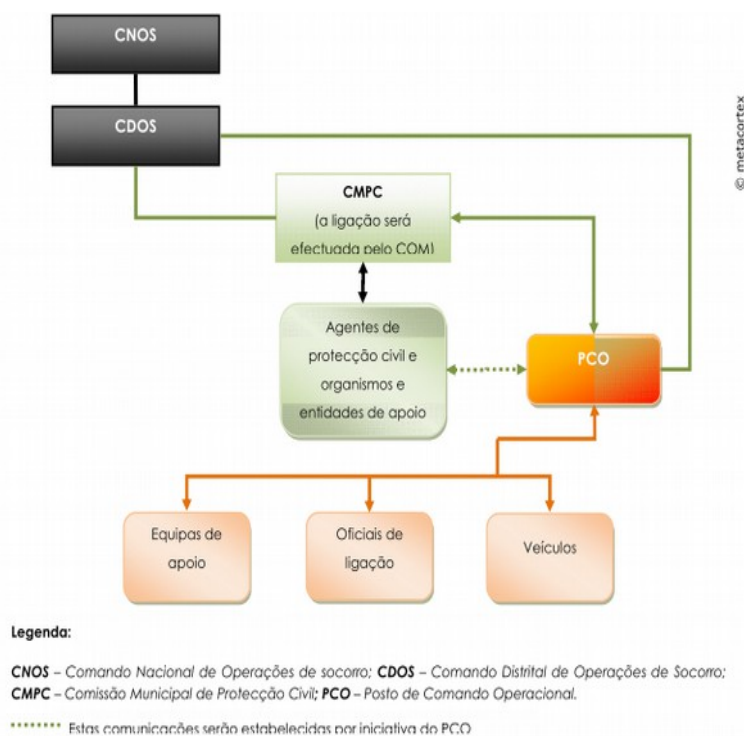 CNOS
CDOS
© metacortex
CMPC
(a ligação será
efectuada pelo COM)
Agentes de
protecção civil e
organismos e
entidades de apoio
PCO
Equipas de
apoio
Oficiais de
ligação
Veículos
Legenda:
CNOS – Comando Nacional de Operações de socorro; CDOS – Comando Distrital de Operações de Socorro;
CMPC – Comissão Municipal de Protecção Civil; PCO – Posto de Comando Operacional.
Estas comunicações serão estabelecidas por iniciativa do PCO